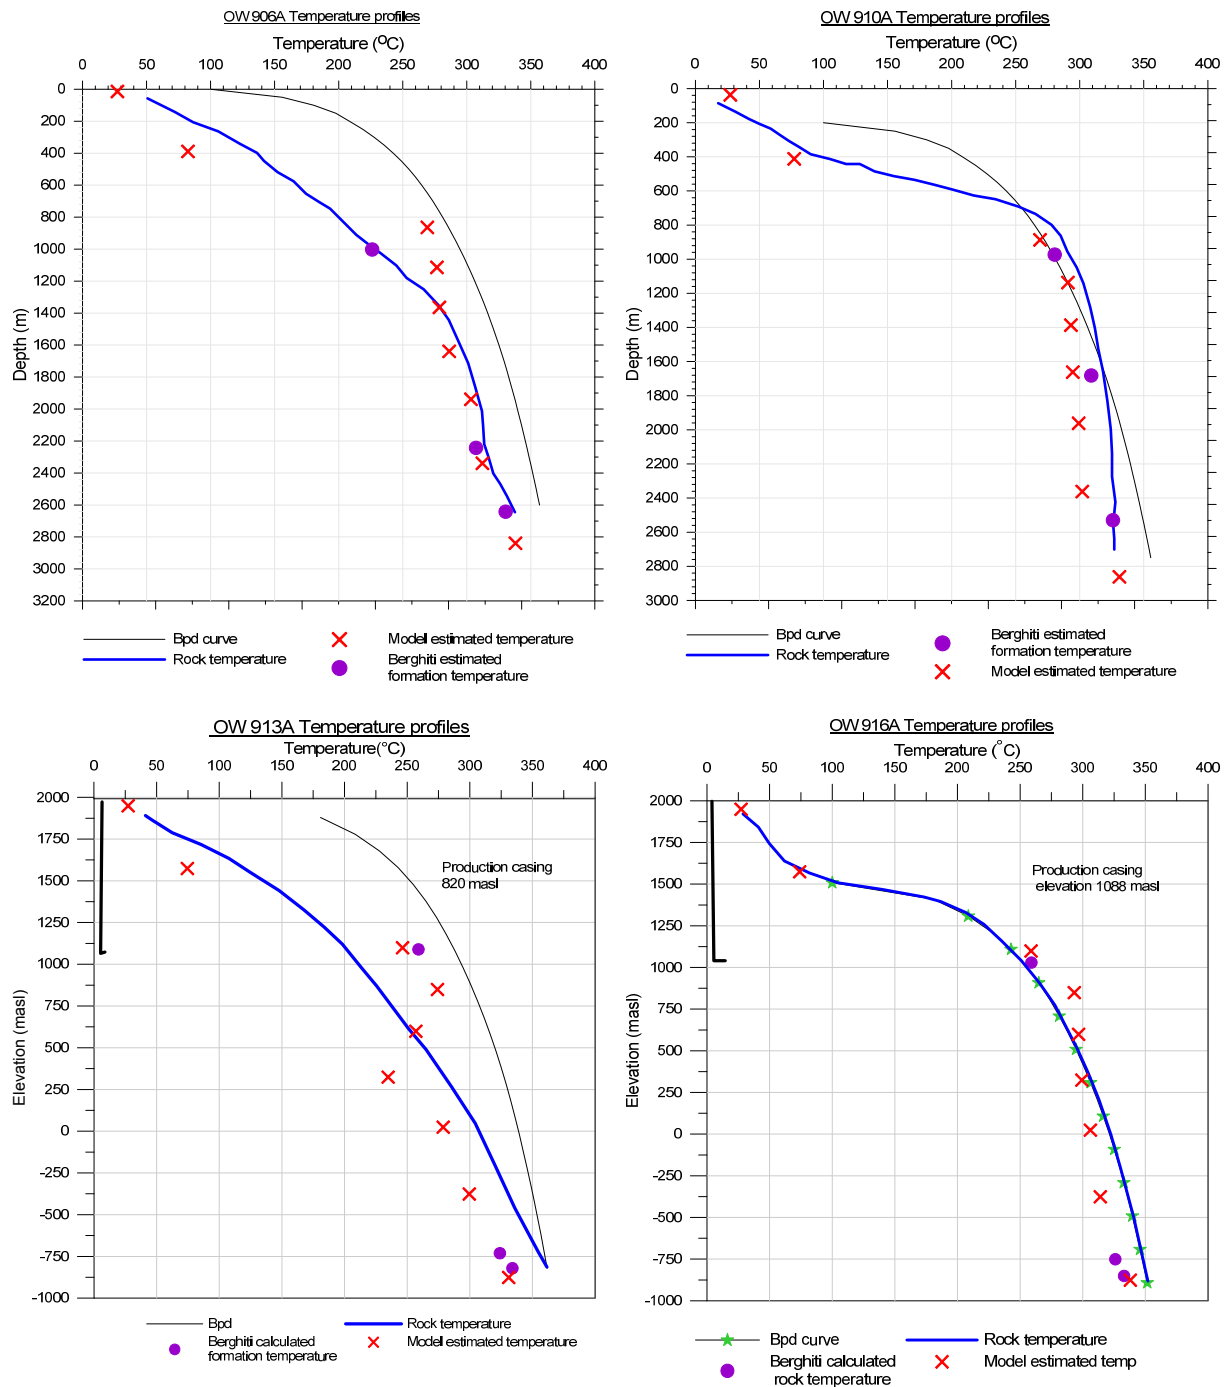 OW 906A Temperature profiles
Temperature (ºC)
0 50 100 150 200 250 300 350 400
0
200
400
600
800
1000
1200
1400
1600
1800
2000
2200
2400
2600
2800
3000
3200
Depth (m)
Bpd curve
Model estimated temperature
Rock temperature
Berghiti estimated
formation temperature
OW 910A Temperature profiles
Temperature (ºC)
0 50 100 150 200 250 300 350 400
0
200
400
600
800
1000
1200
1400
1600
1800
2000
2200
2400
2600
2800
3000
Depth (m)
Bpd curve
Berghiti estimated
formation temperature
Rock temperature
Model estimated temperature
OW 913A Temperature profiles
Temperature(°C)
0 50 100 150 200 250 300 350 400
2000
1750
1500
1250
1000
750
500
250
0
-250
-500
-750
-1000
Elevation (masl)
Production casing
820 masl
Bpd
Rock temperature
Berghiti calculated
formation temperature
Model estimated temperature
OW 916A Temperature profiles
Temperature (°C)
0 50 100 150 200 250 300 350 400
2000
1750
1500
1250
1000
750
500
250
0
-250
-500
-750
-1000
Elevation (masl)
Production casing
elevation 1088 masl
Bpd curve
Rock temperature
Berghiti calculated
rock temperature
Model estimated temp